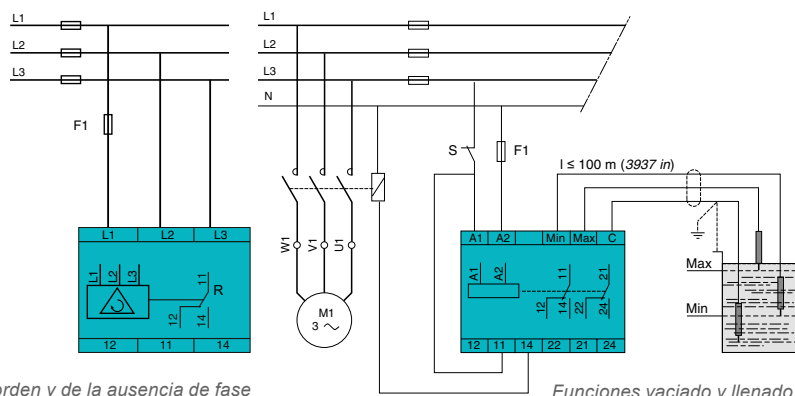 L1
L2
L3
F1
L1 L2 L3
L1 L2 L3
11
R
12 14
12 11 14
L1
L2
L3
N
S
F1
I ≤ 100 m (3937 in)
W1 V1 U1
M1
3 ~
A1 A2 Min Max C
A1 A2 11 21
12 14 22 24
12 11 14 22 21 24
Max
Min
orden y de la ausencia de fase
Funciones vaciado y llenado